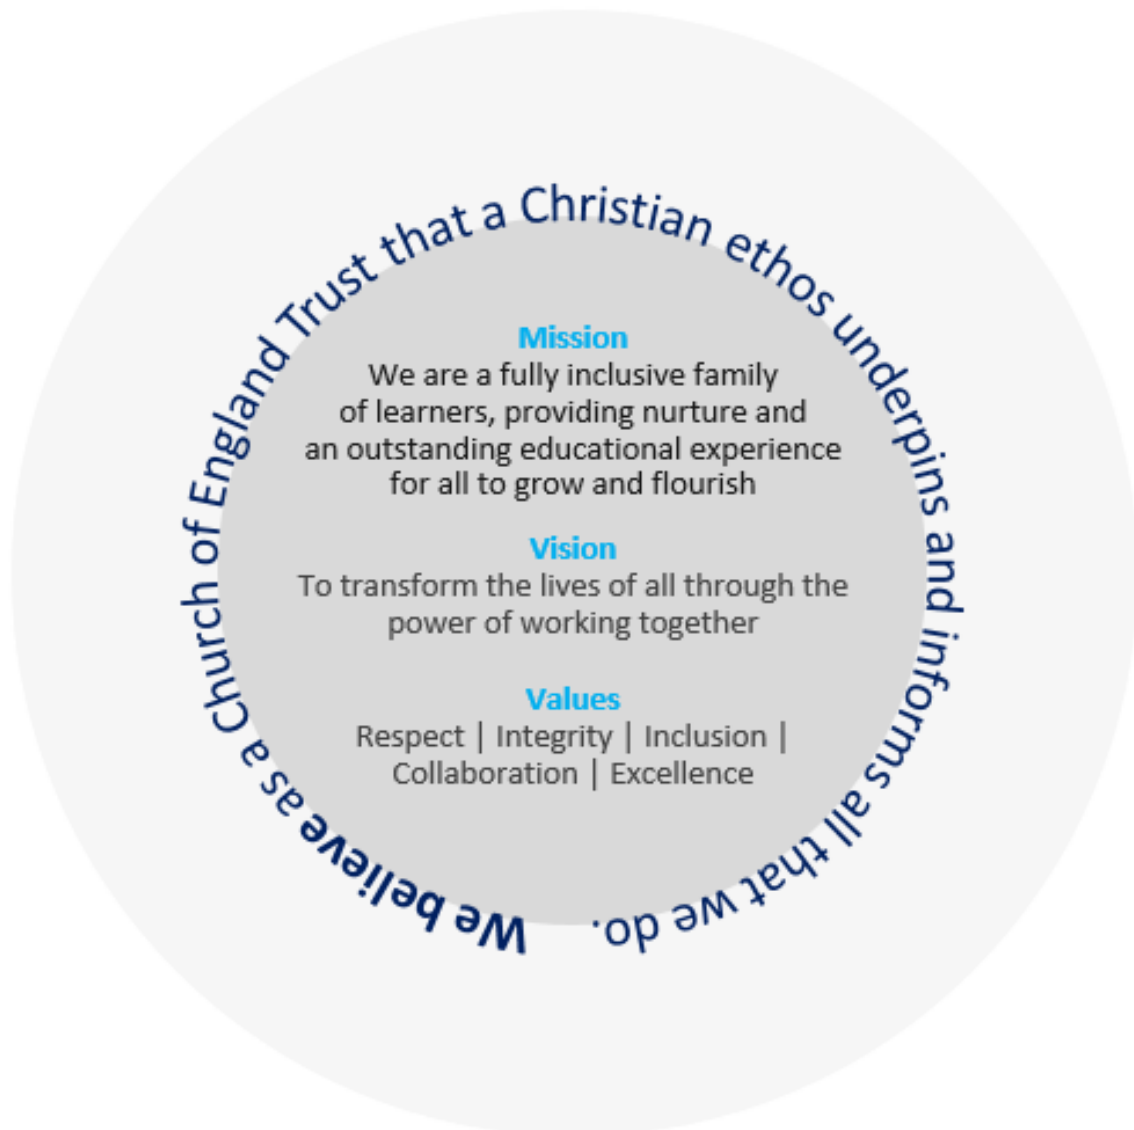 We believe as a Church of England Trust that a Christian ethos underpins and informs all that we do.
Mission
We are a fully inclusive family
of learners, providing nurture and
an outstanding educational experience
for all to grow and flourish
Vision
To transform the lives of all through the
power of working together
Values
Respect | Integrity | Inclusion |
Collaboration | Excellence